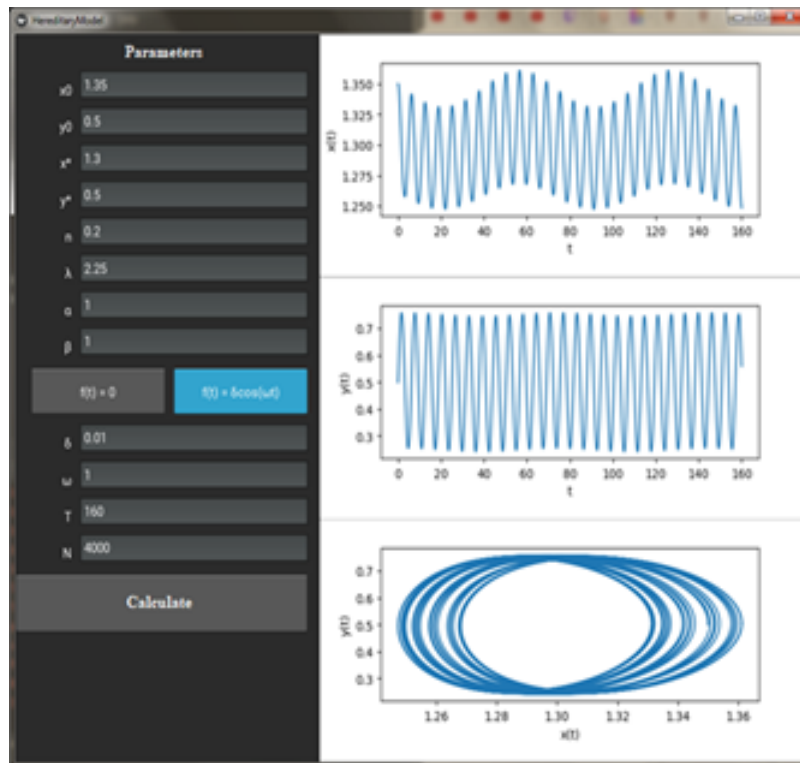 HereditaryModel
Parameters
x0 1.35
y0 0.5
x* 1.3
y* 0.5
n 0.2
λ 2.25
α 1
β 1
f(t) = 0 f(t) = δcos(ωt)
δ 0.01
ω 1
T 160
N 4000
Calculate
1.350
1.325
1.300
1.275
1.250
x(t)
0 20 40 60 80 100 120 140 160
t
0.7
0.6
0.5
0.4
0.3
y(t)
0 20 40 60 80 100 120 140 160
t
0.7
0.6
0.5
0.4
0.3
y(t)
1.26 1.28 1.30 1.32 1.34 1.36
x(t)